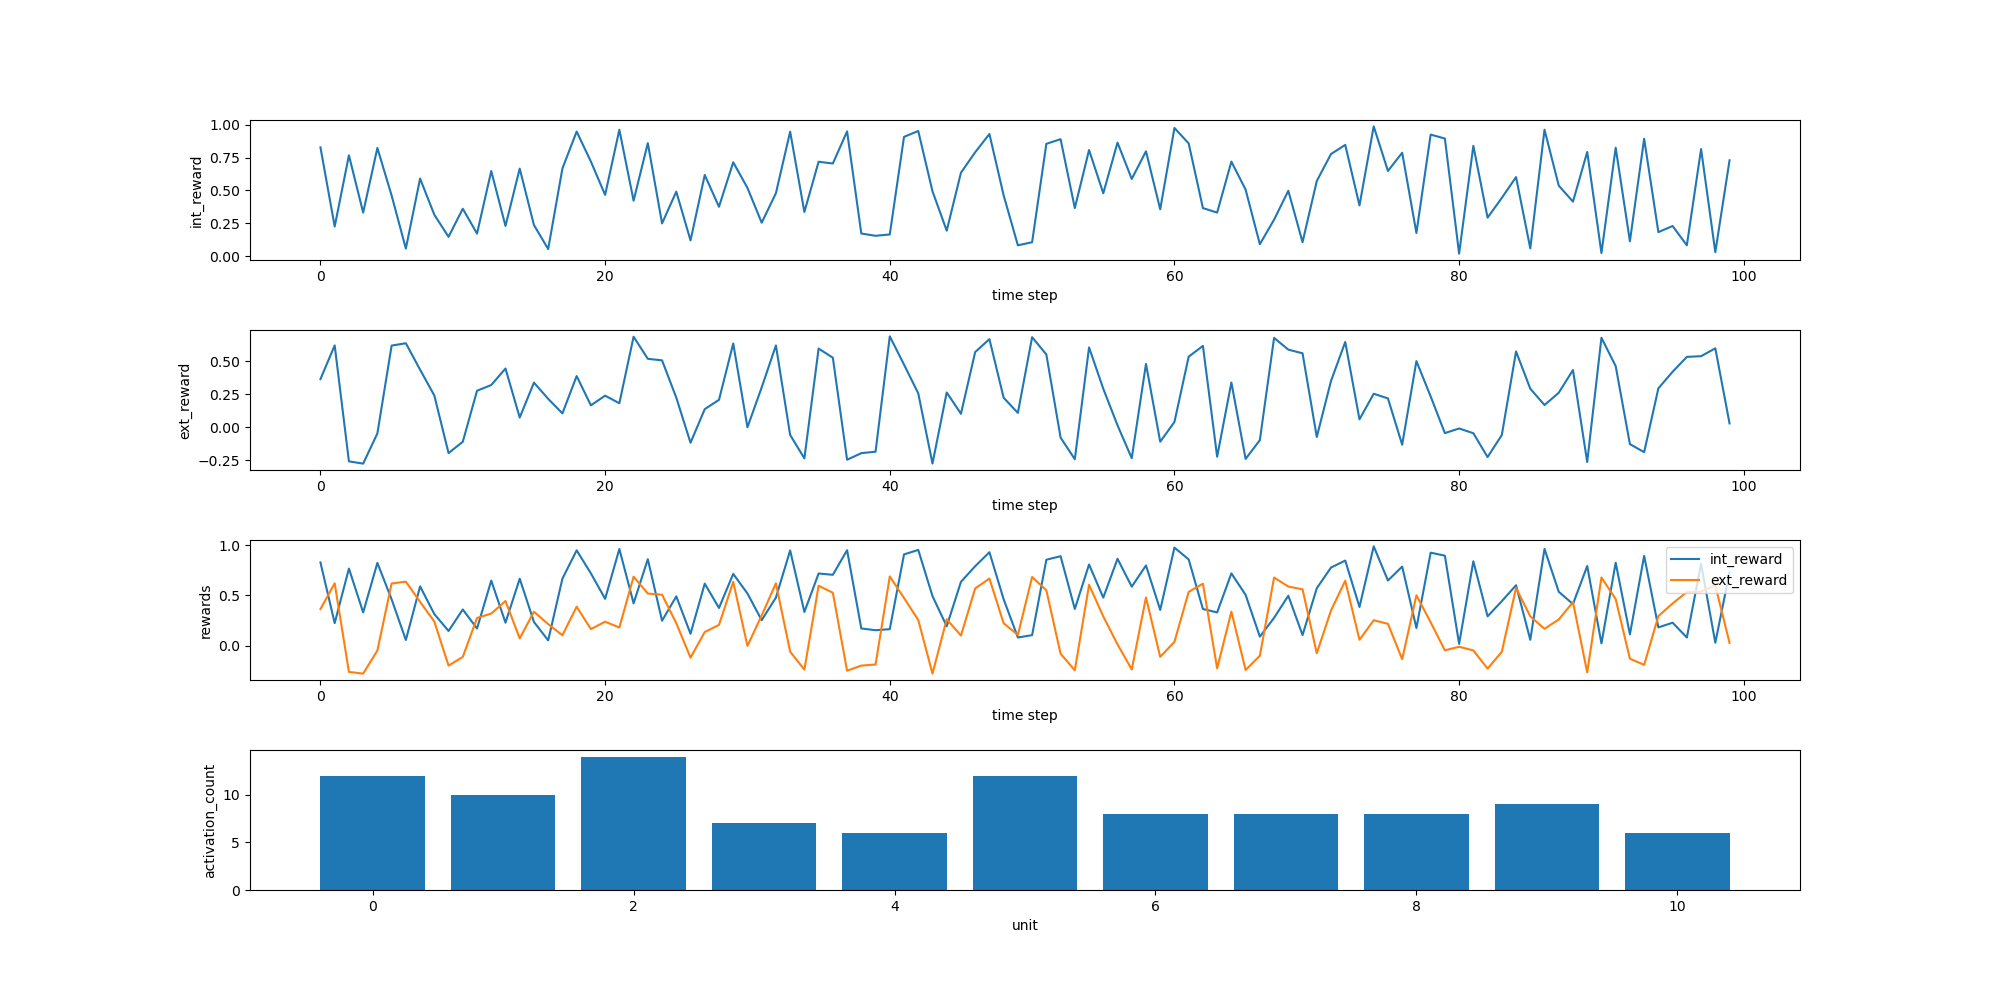 int_reward
1.00
0.75
0.50
0.25
0.00
0 20 40 60 80 100
time step
ext_reward
0.50
0.25
0.00
−0.25
0 20 40 60 80 100
time step
rewards
1.0
0.5
0.0
int_reward
ext_reward
0 20 40 60 80 100
time step
activation_count
10
5
0
0 2 4 6 8 10
unit